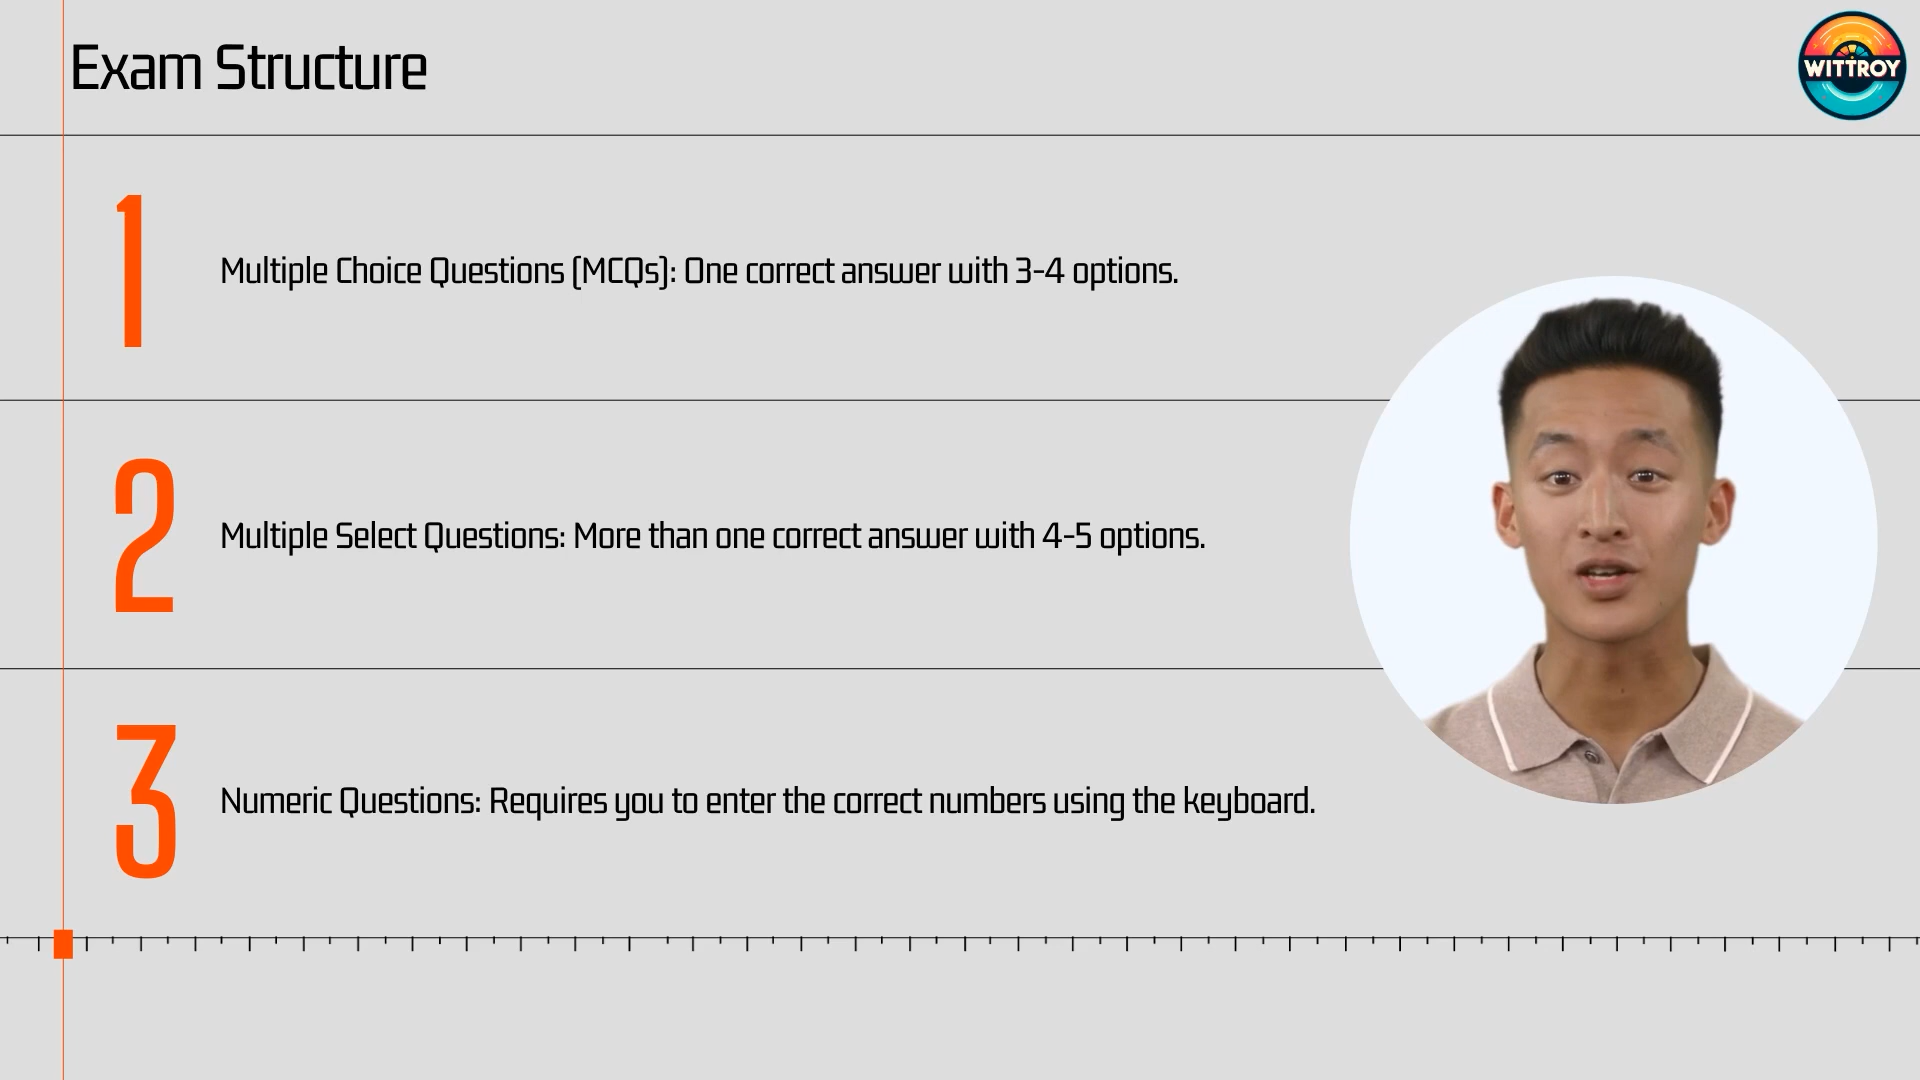 Exam Structure
WITTROY
1
Multiple Choice Questions (MCQs): One correct answer with 3-4 options.
2
Multiple Select Questions: More than one correct answer with 4-5 options.
3
Numeric Questions: Requires you to enter the correct numbers using the keyboard.